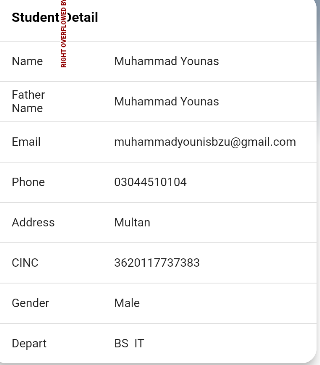 Student Detail
RIGHT OVERFLOWED BY
Name Muhammad Younas
Father
Name Muhammad Younas
Email muhammadyounisbzu@gmail.com
Phone 03044510104
Address Multan
CINC 3620117737383
Gender Male
Depart BS IT